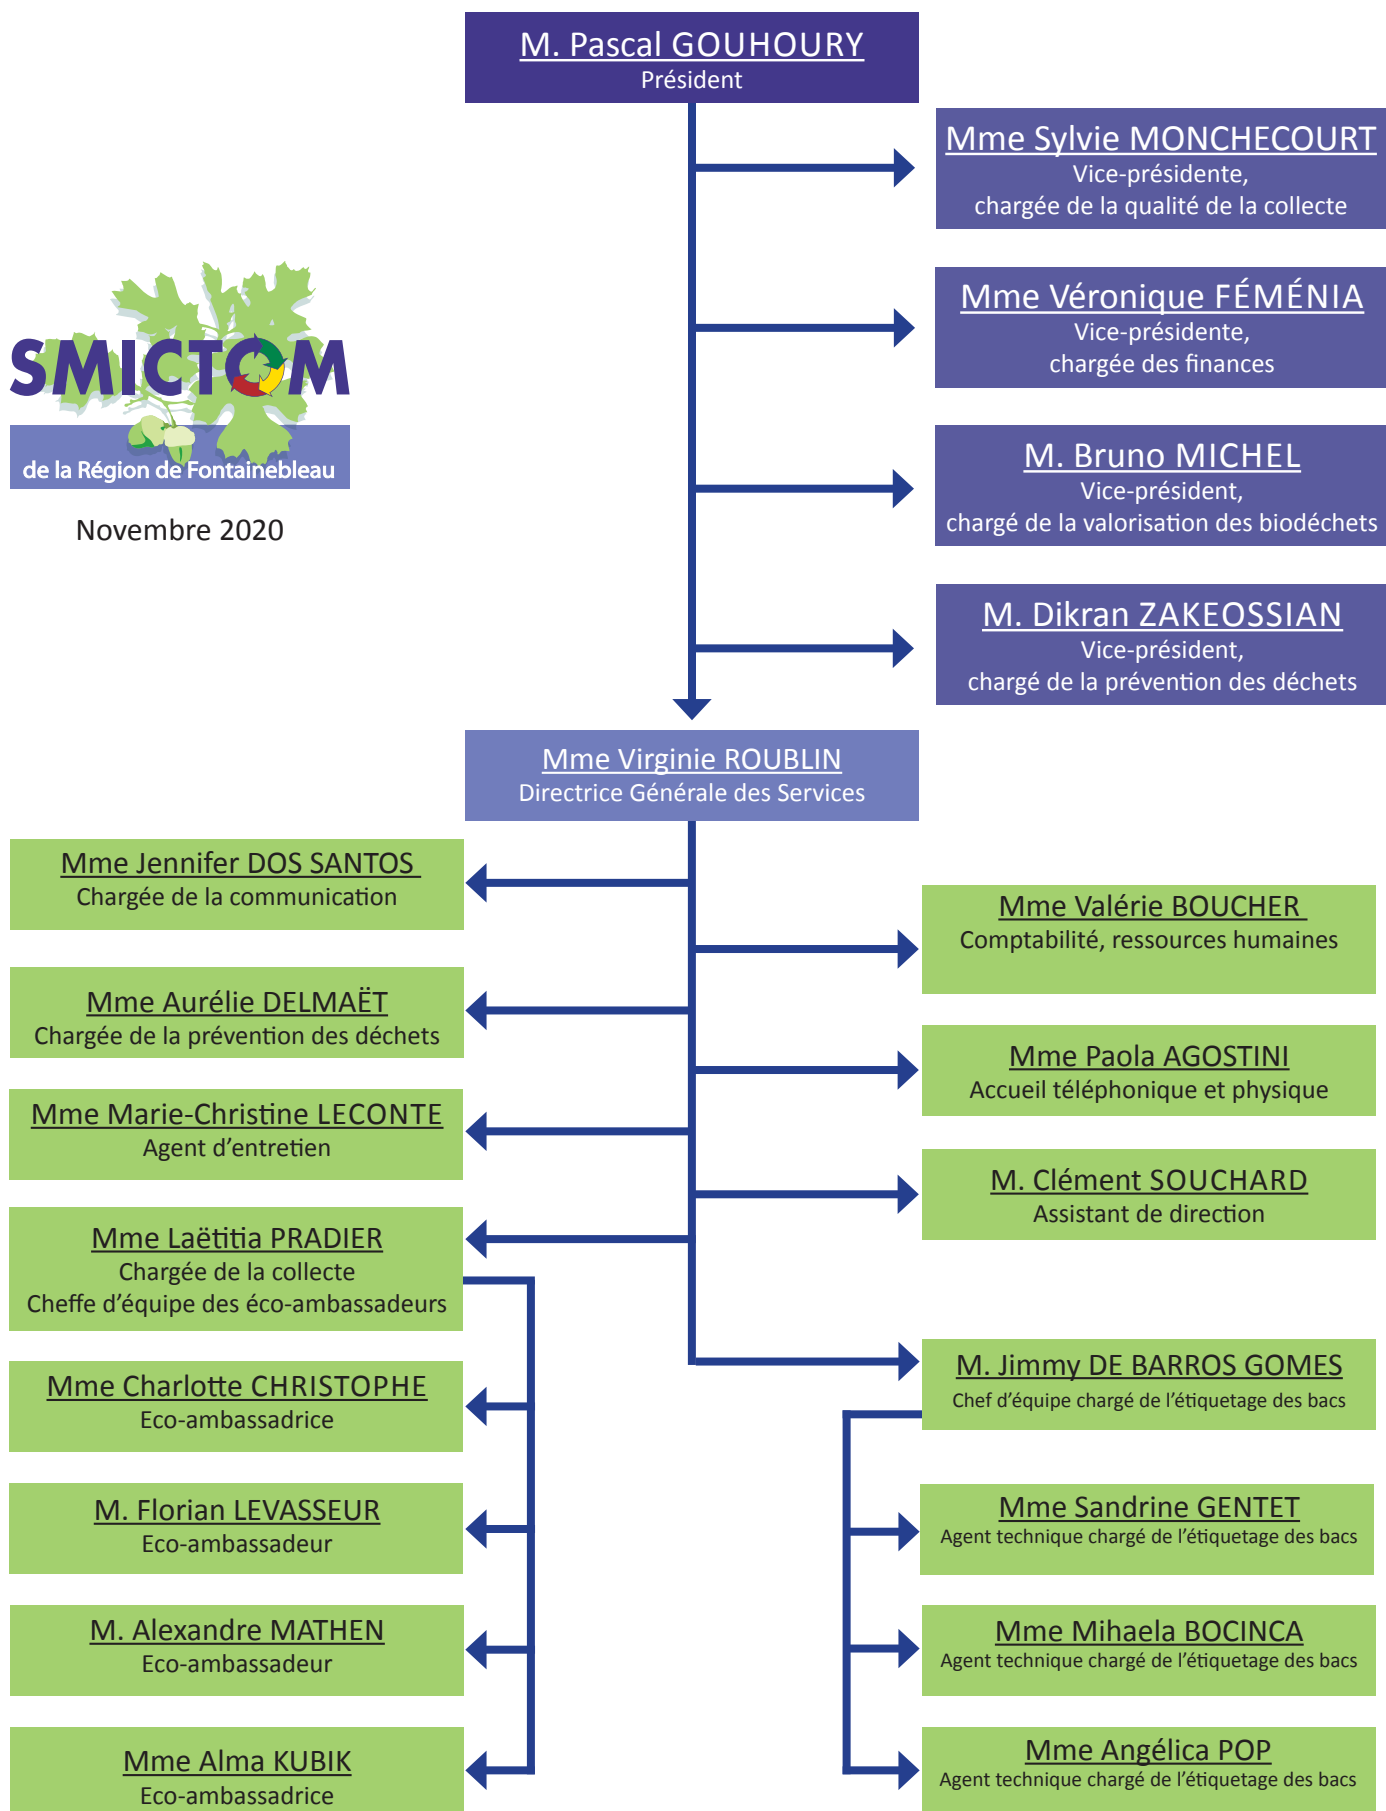 M. Pascal GOUHOURY
Président
Mme Sylvie MONCHECOURT
Vice-présidente,
chargée de la qualité de la collecte
Mme Véronique FÉMÉNIA
Vice-présidente,
chargée des finances
M. Bruno MICHEL
Vice-président,
chargé de la valorisation des biodéchets
M. Dikran ZAKEOSSIAN
Vice-président,
chargé de la prévention des déchets
SMICTOM
de la Région de Fontainebleau
Novembre 2020
Mme Virginie ROUBLIN
Directrice Générale des Services
Mme Jennifer DOS SANTOS
Chargée de la communication
Mme Aurélie DELMAËT
Chargée de la prévention des déchets
Mme Marie-Christine LECONTE
Agent d’entretien
Mme Laëtitia PRADIER
Chargée de la collecte
Cheffe d’équipe des éco-ambassadeurs
Mme Charlotte CHRISTOPHE
Eco-ambassadrice
M. Florian LEVASSEUR
Eco-ambassadeur
M. Alexandre MATHEN
Eco-ambassadeur
Mme Alma KUBIK
Eco-ambassadrice
Mme Valérie BOUCHER
Comptabilité, ressources humaines
Mme Paola AGOSTINI
Accueil téléphonique et physique
M. Clément SOUCHARD
Assistant de direction
M. Jimmy DE BARROS GOMES
Chef d’équipe chargé de l’étiquetage des bacs
Mme Sandrine GENTET
Agent technique chargé de l’étiquetage des bacs
Mme Mihaela BOCINCA
Agent technique chargé de l’étiquetage des bacs
Mme Angélica POP
Agent technique chargé de l’étiquetage des bacs